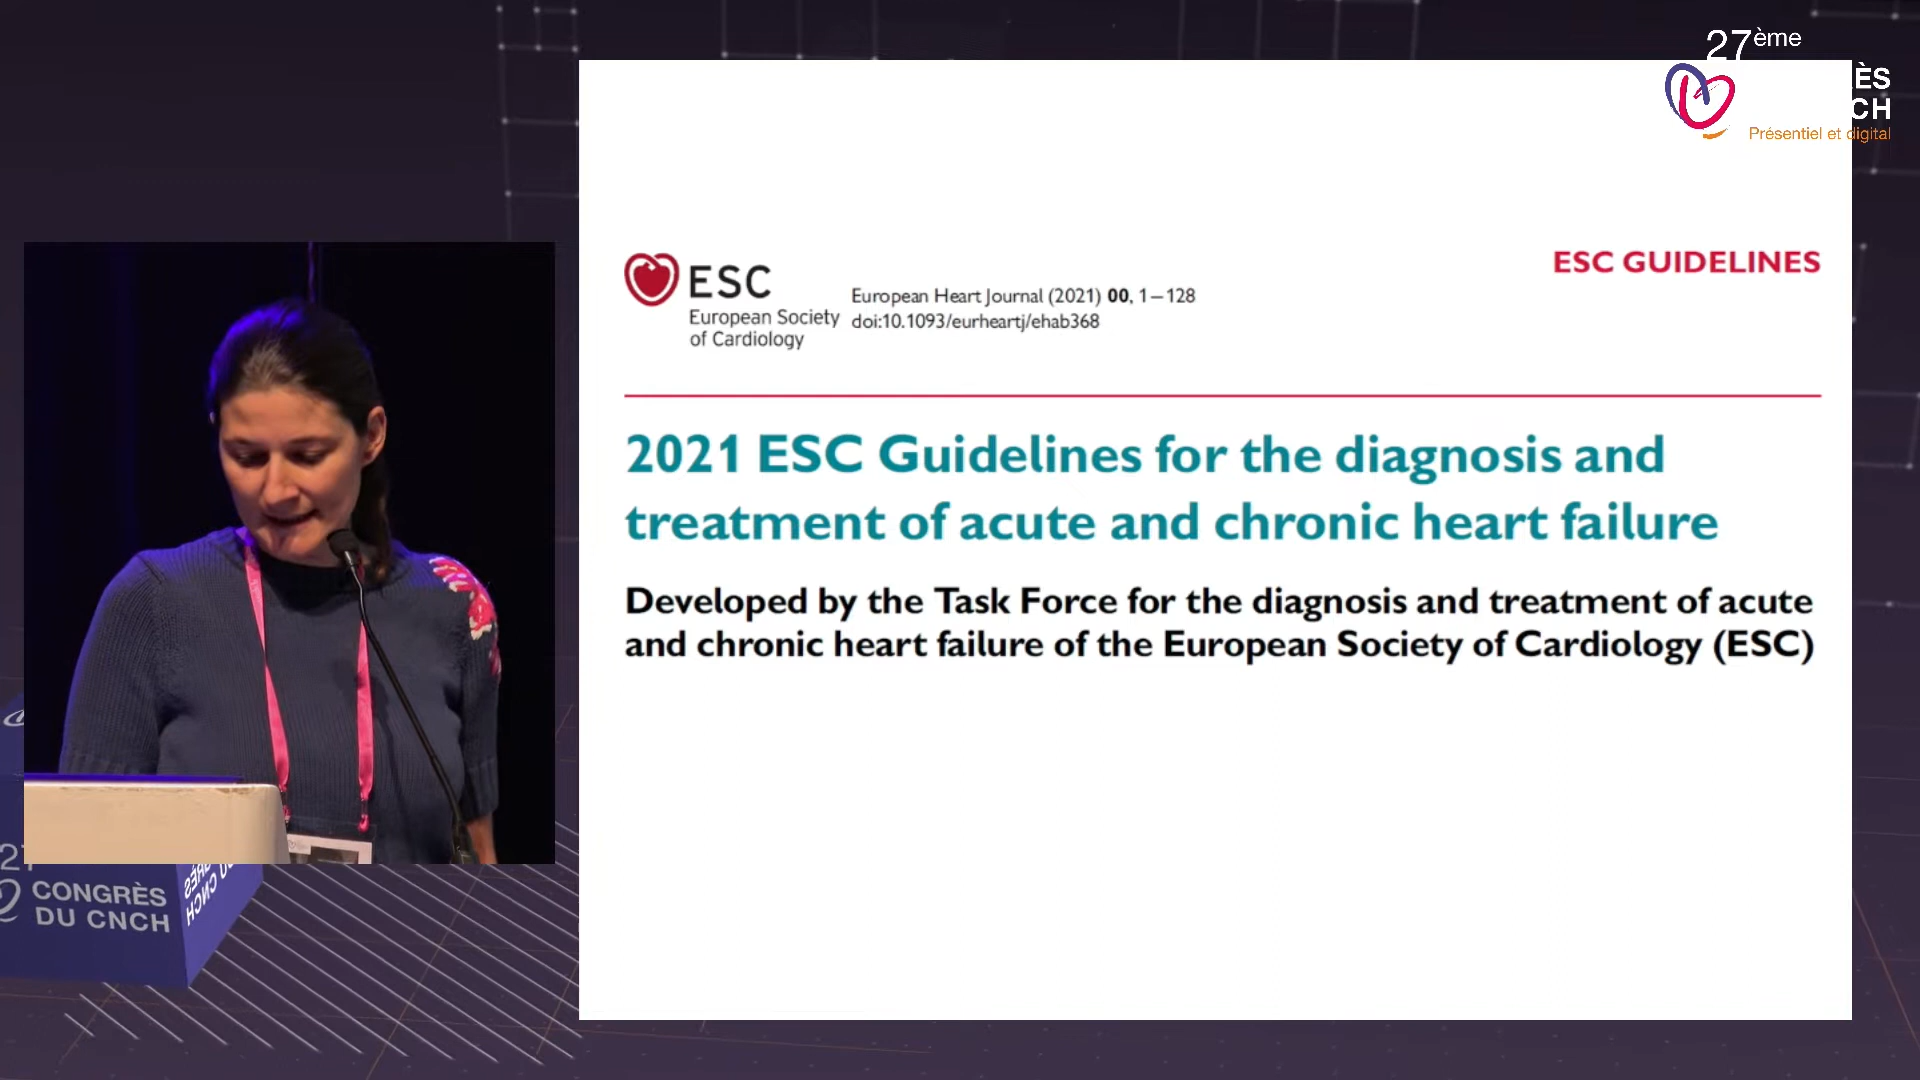 27ème
ÈS
CH
Présentiel et digital
ESC
European Society
of Cardiology
European Heart Journal (2021) 00, 1–128
doi:10.1093/eurheartj/ehab368
ESC GUIDELINES
2021 ESC Guidelines for the diagnosis and
treatment of acute and chronic heart failure
Developed by the Task Force for the diagnosis and treatment of acute
and chronic heart failure of the European Society of Cardiology (ESC)
27
CONGRÈS
DU CNCH
DU CNCH